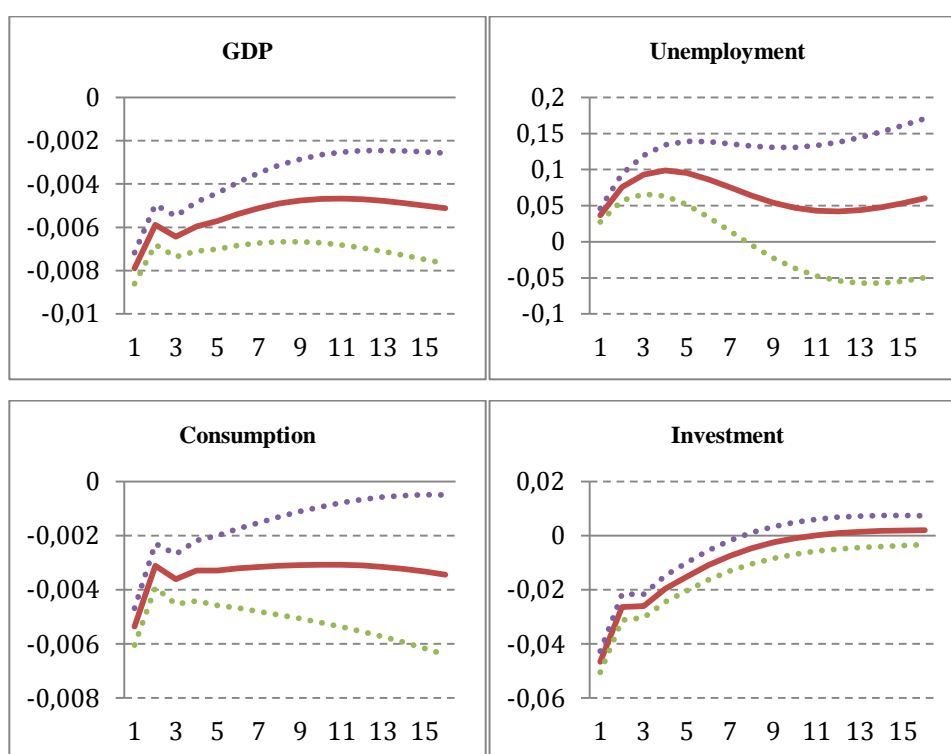 GDP
0
-0,002
-0,004
-0,006
-0,008
-0,01
1 3 5 7 9 11 13 15
Unemployment
0,2
0,15
0,1
0,05
0
-0,05
-0,1
1 3 5 7 9 11 13 15
Consumption
0
-0,002
-0,004
-0,006
-0,008
1 3 5 7 9 11 13 15
Investment
0,02
0
-0,02
-0,04
-0,06
1 3 5 7 9 11 13 15